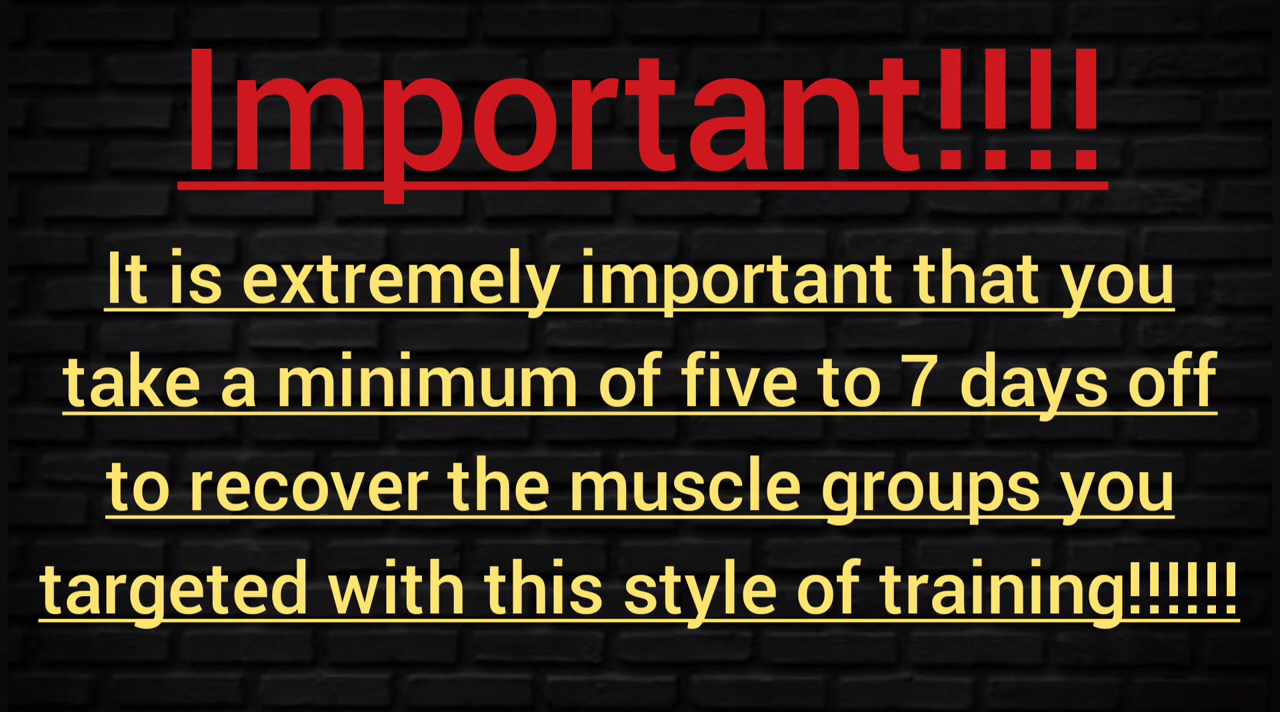 Important!!!!
It is extremely important that you
take a minimum of five to 7 days off
to recover the muscle groups you
targeted with this style of training!!!!!!